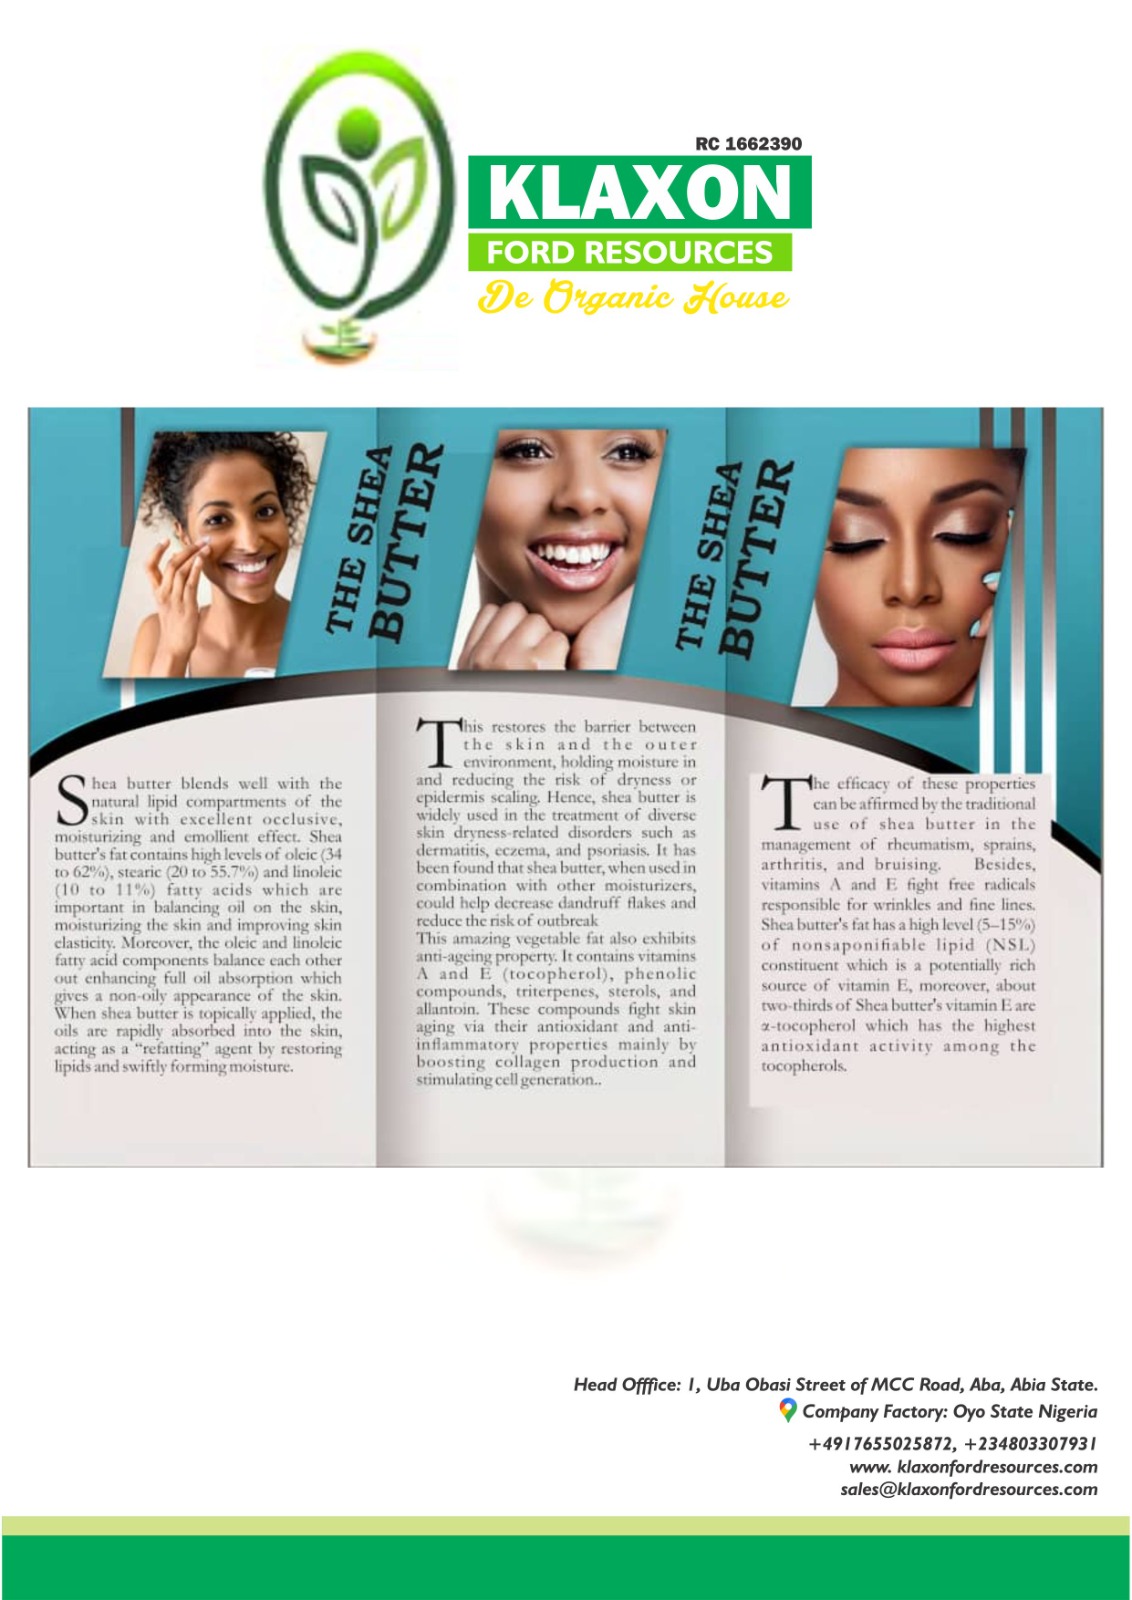 RC 1662390
KLAXON
FORD RESOURCES
De Organic House
THE SHEA
BUTTER
THE SHEA
BUTTER
Shea butter blends well with the
natural lipid compartments of the
skin with excellent occlusive,
moisturizing and emollient effect. Shea
butter's fat contains high levels of oleic (34
to 62%), stearic (20 to 55.7%) and linoleic
(10 to 11%) fatty acids which are
important in balancing oil on the skin,
moisturizing the skin and improving skin
elasticity. Moreover, the oleic and linoleic
fatty acid components balance each other
out enhancing full oil absorption which
gives a non-oily appearance of the skin.
When shea butter is topically applied, the
oils are rapidly absorbed into the skin,
acting as a “refatting” agent by restoring
lipids and swiftly forming moisture.
This restores the barrier between
the skin and the outer
environment, holding moisture in
and reducing the risk of dryness or
epidermis scaling. Hence, shea butter is
widely used in the treatment of diverse
skin dryness-related disorders such as
dermatitis, eczema, and psoriasis. It has
been found that shea butter, when used in
combination with other moisturizers,
could help decrease dandruff flakes and
reduce the risk of outbreak
This amazing vegetable fat also exhibits
anti-ageing property. It contains vitamins
A and E (tocopherol), phenolic
compounds, triterpenes, sterols, and
allantoin. These compounds fight skin
aging via their antioxidant and anti-
inflammatory properties mainly by
boosting collagen production and
stimulating cell generation..
The efficacy of these properties
can be affirmed by the traditional
use of shea butter in the
management of rheumatism, sprains,
arthritis, and bruising. Besides,
vitamins A and E fight free radicals
responsible for wrinkles and fine lines.
Shea butter's fat has a high level (5–15%)
of nonsaponifiable lipid (NSL)
constituent which is a potentially rich
source of vitamin E, moreover, about
two-thirds of Shea butter's vitamin E are
α-tocopherol which has the highest
antioxidant activity among the
tocopherols.
Head Offfice: 1, Uba Obasi Street of MCC Road, Aba, Abia State.
Company Factory: Oyo State Nigeria
+4917655025872, +234803307931
www. klaxonfordresources.com
sales@klaxonfordresources.com